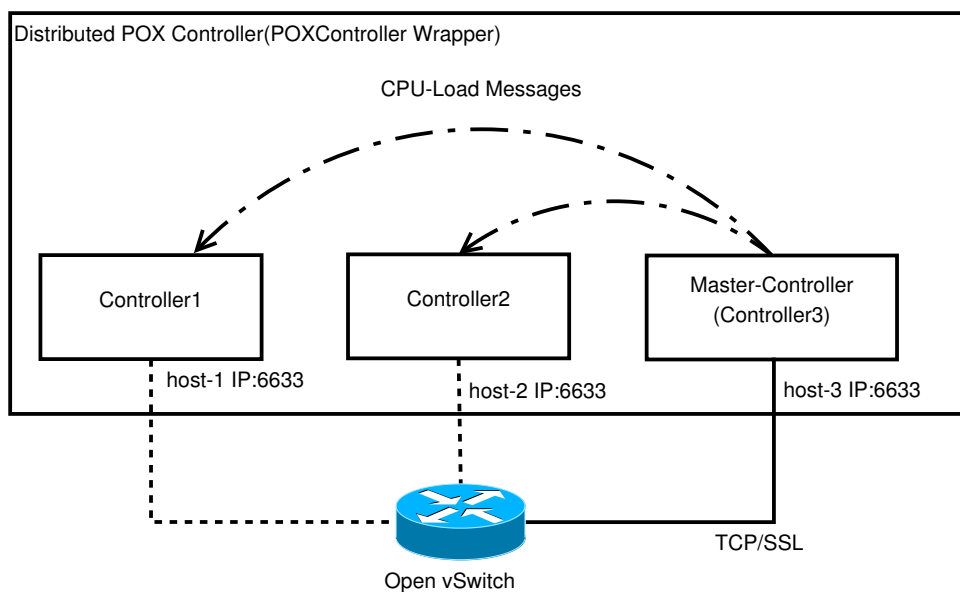 Distributed POX Controller(POXController Wrapper)
CPU-Load Messages
Controller1
Controller2
Master-Controller
(Controller3)
host-1 IP:6633
host-2 IP:6633
host-3 IP:6633
TCP/SSL
Open vSwitch